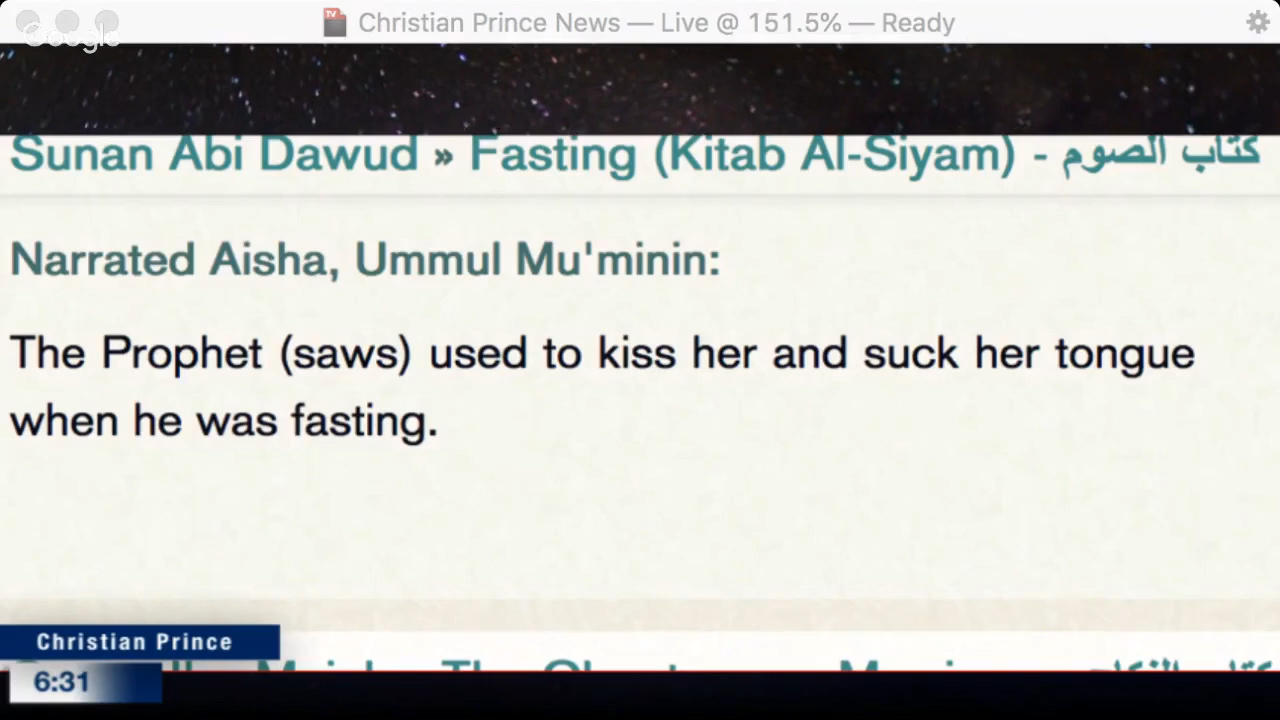 Christian Prince News — Live @ 151.5% — Ready
Google
Sunan Abi Dawud » Fasting (Kitab Al-Siyam) - كتاب الصوم
Narrated Aisha, Ummul Mu'minin:
The Prophet (saws) used to kiss her and suck her tongue
when he was fasting.
Christian Prince
6:31